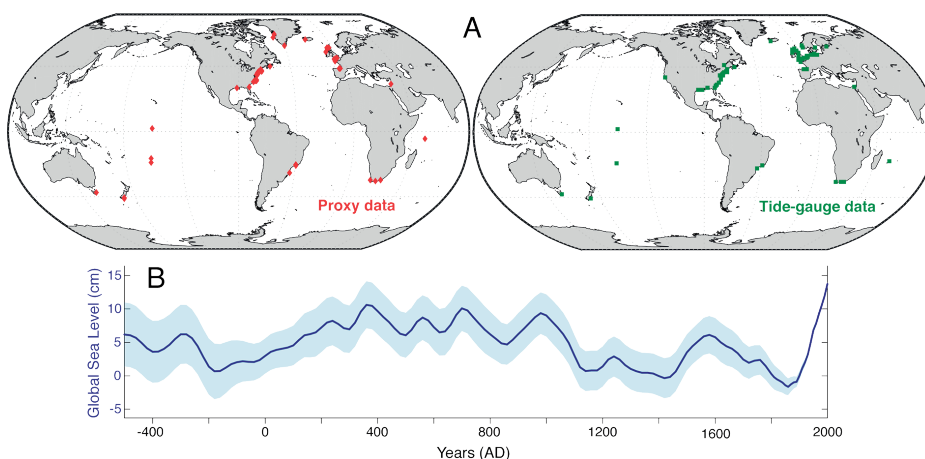 A
Proxy data
Tide-gauge data
B
Global Sea Level (cm)
15
10
5
0
-5
-400
0
400
800
1200
1600
2000
Years (AD)